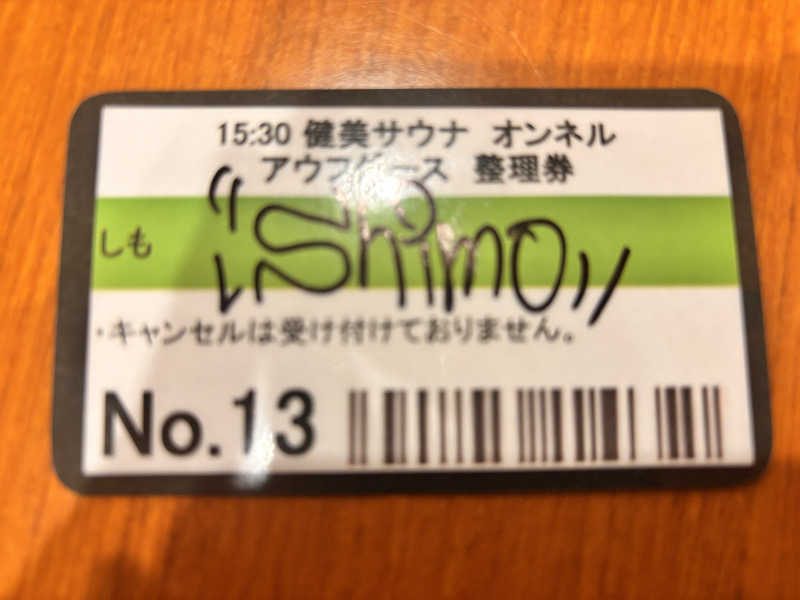 15:30 健美サウナ オンネル
アウフグース 整理券
しも
"Shimo"
・キャンセルは受け付けておりません。
No.13